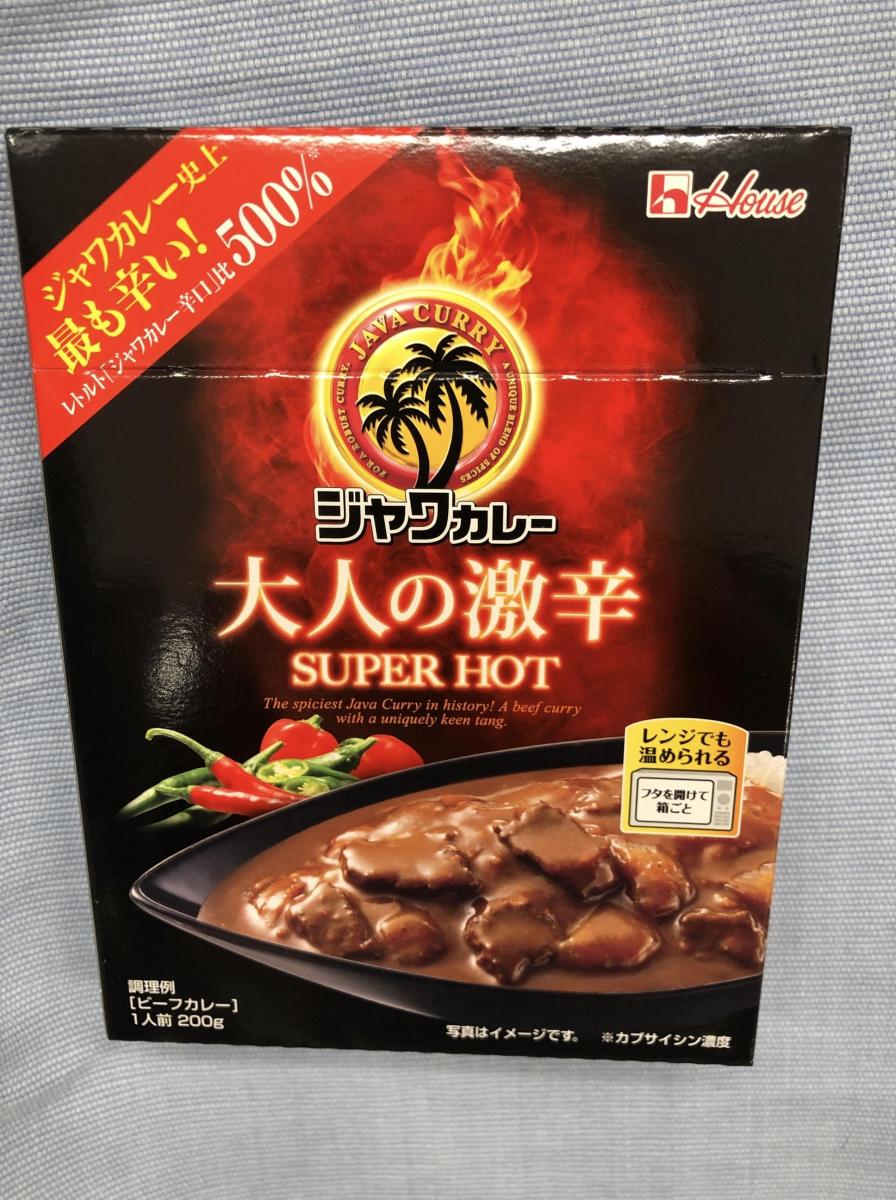 ジャワカレー史上
最も辛い!
レトルト「ジャワカレー辛口」比500%
House
JAVA CURRY
FOR A ROBUST CURRY.
A UNIQUE BLEND OF SPICES
ジャワカレー
大人の激辛
SUPER HOT
The spiciest Java Curry in history! A beef curry
with a uniquely keen tang.
レンジでも
温められる
フタを開けて
箱ごと
調理例
[ビーフカレー]
1人前 200g
写真はイメージです。 ※カプサイシン濃度